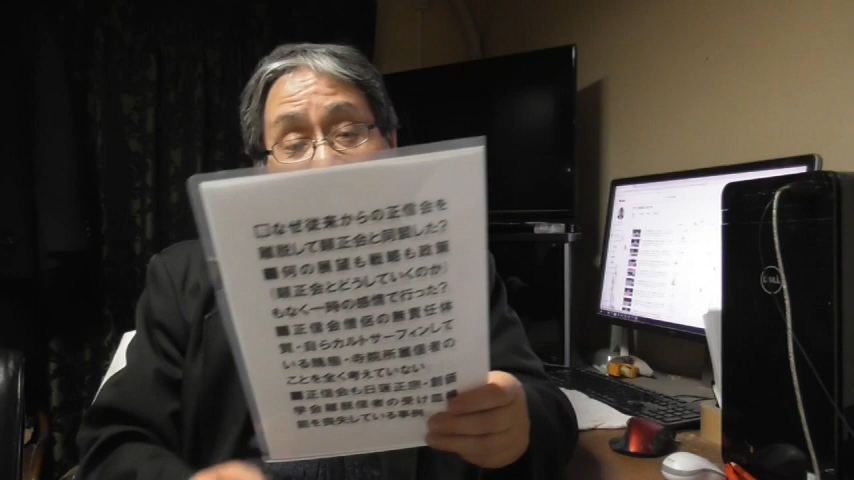 □なぜ従来からの正信会を
離脱して顕正会と同盟した?
■何の展望も戦略も政策
(顕正会とどうしていくのか)
もなく一時の感情で行った?
■正信会僧侶の無責任体
質・自らカルトサーフィンして
いる醜態・寺院所属信者の
ことを全く考えていない
■正信会も日蓮正宗・創価
学会離脱信者の受け皿
能を喪失している事例
DELL